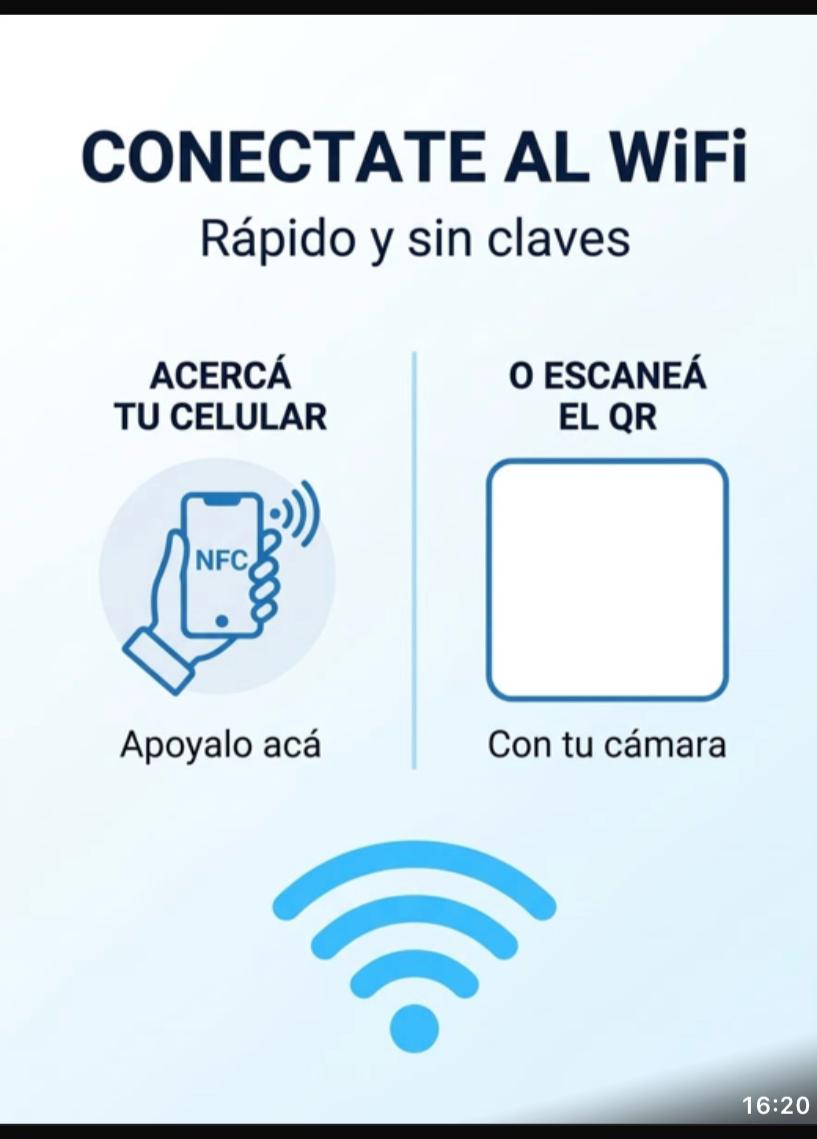 CONECTATE AL WiFi
Rápido y sin claves
ACERCÁ
TU CELULAR
NFC
Apoyalo acá
O ESCANEÁ
EL QR
Con tu cámara
16:20